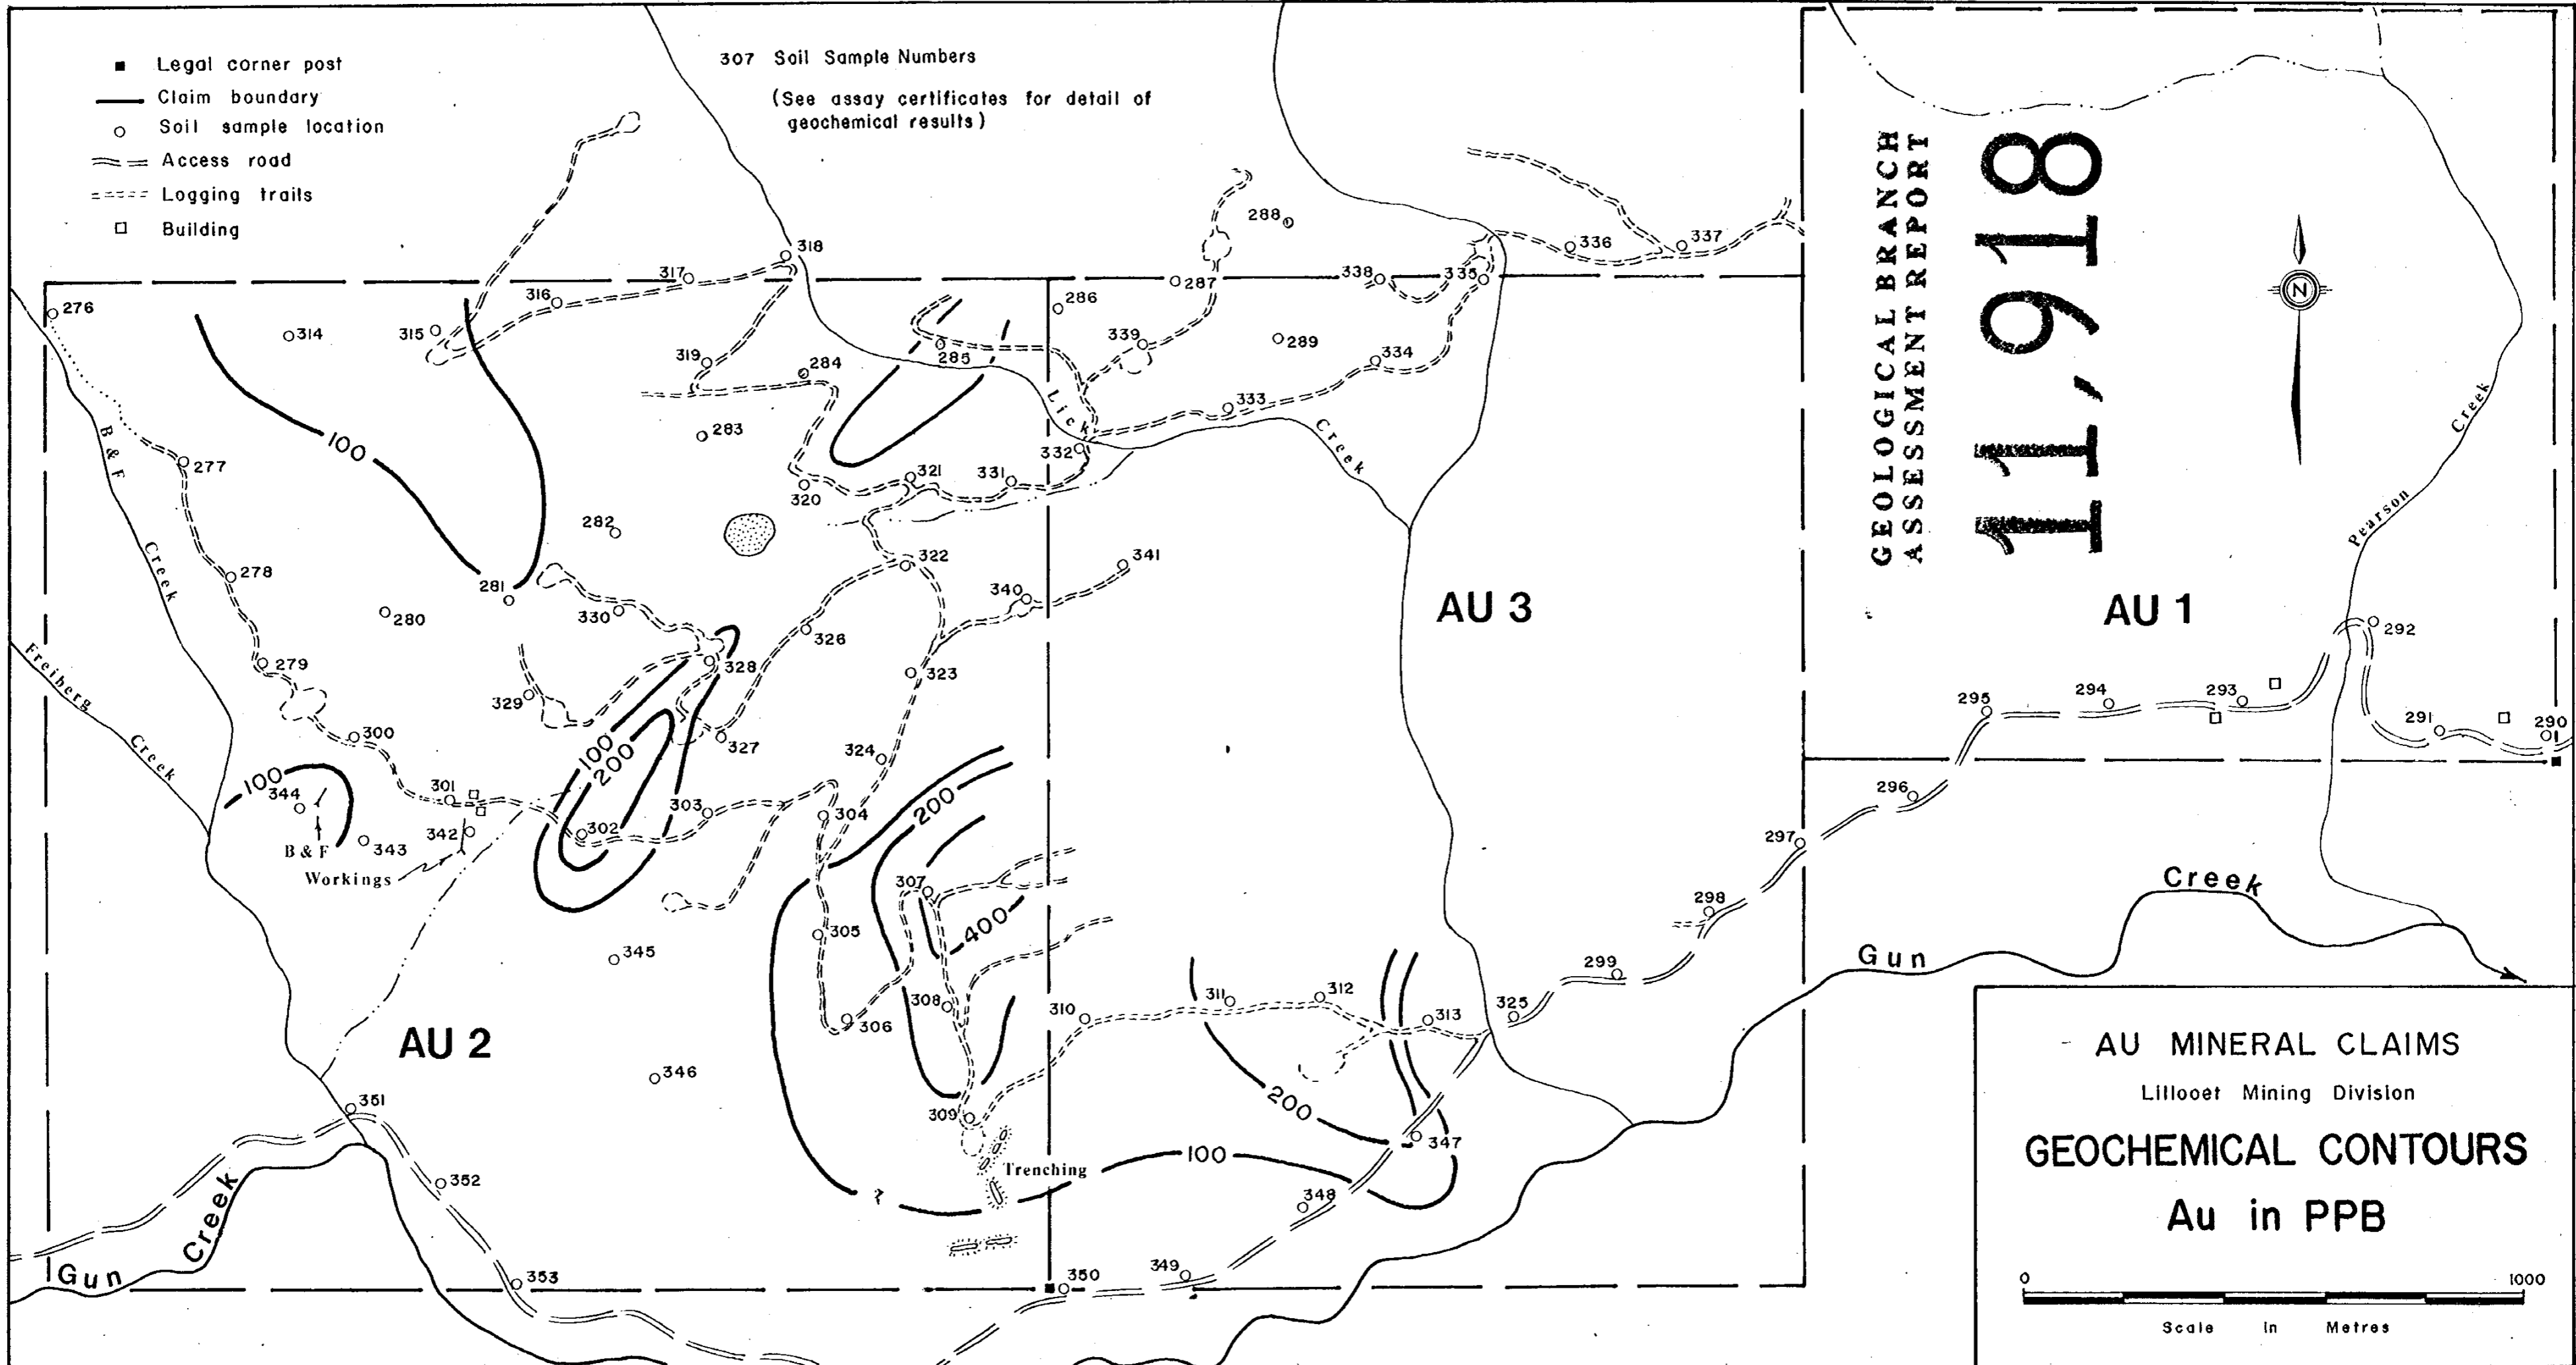 Legal corner post
Claim boundary
Soil sample location
Access road
Logging trails
Building
307 Soil Sample Numbers
(See assay certificates for detail of
geochemical results)
GEOLOGICAL BRANCH
ASSESSMENT REPORT
11,918
N
318
317
316
315
314
276
319
284
285
283
277
282
320
321
331
332
286
287
288
289
339
338
335
336
337
334
333
Lick
Creek
100
B & F
Creek
278
281
280
330
279
322
340
341
326
328
323
329
327
324
300
Freiberg
Creek
100
200
100
344
301
342
343
B & F
Workings
302
303
304
200
307
400
305
308
306
345
346
309
310
311
312
313
325
299
298
297
296
295
294
293
292
291
290
Pearson
Creek
AU 3
AU 1
AU 2
Gun
Creek
200
347
100
348
349
350
Trenching
?
351
352
353
Gun
Creek
AU MINERAL CLAIMS
Lillooet Mining Division
GEOCHEMICAL CONTOURS
Au in PPB
0 1000
Scale In Metres